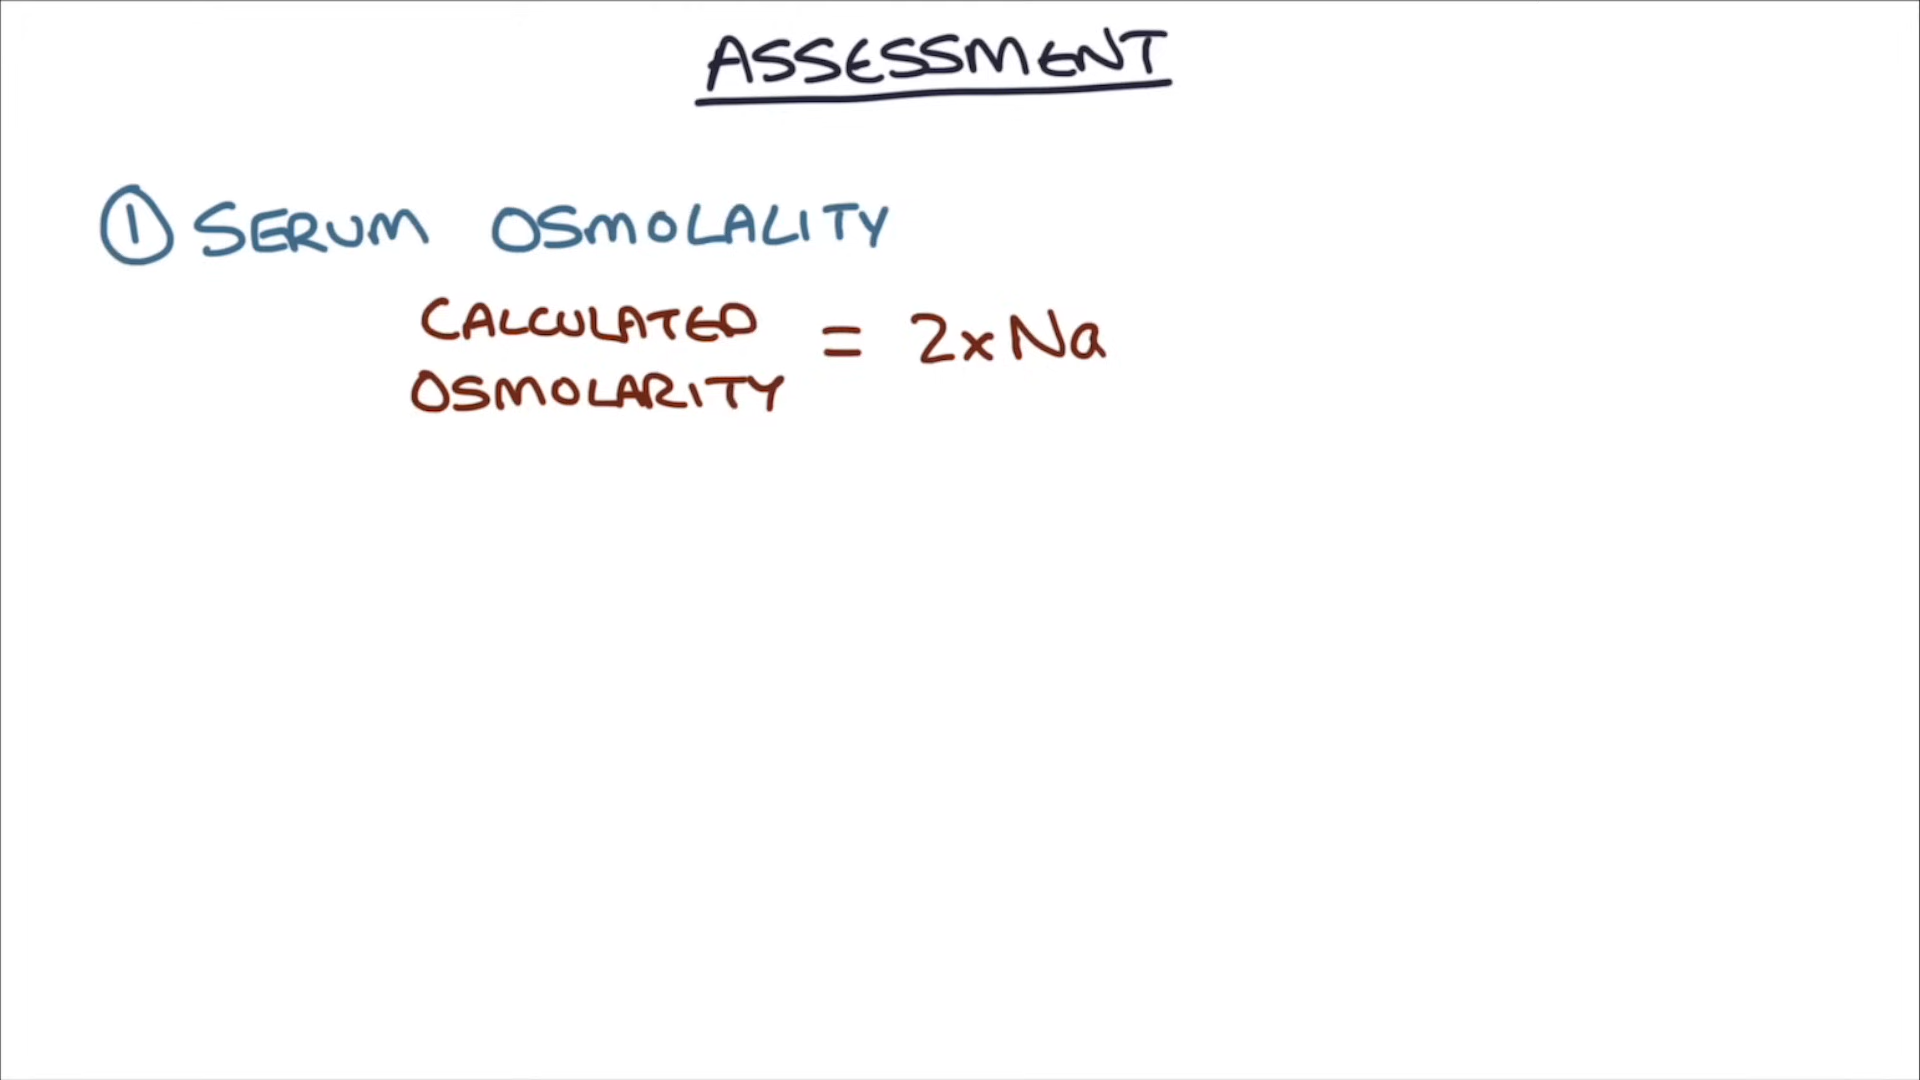 ASSESSMENT
① SERUM OSMOLALITY
CALCULATED
OSMOLARITY = 2xNa